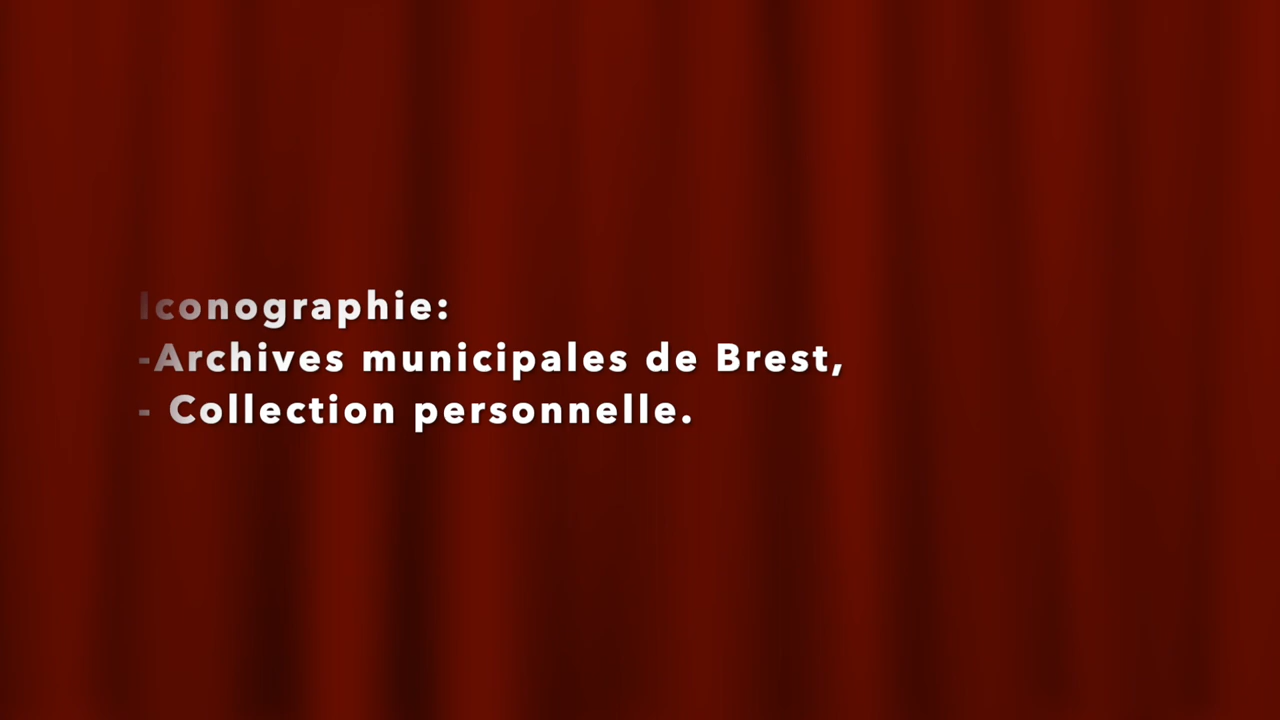 Iconographie:
-Archives municipales de Brest,
- Collection personnelle.